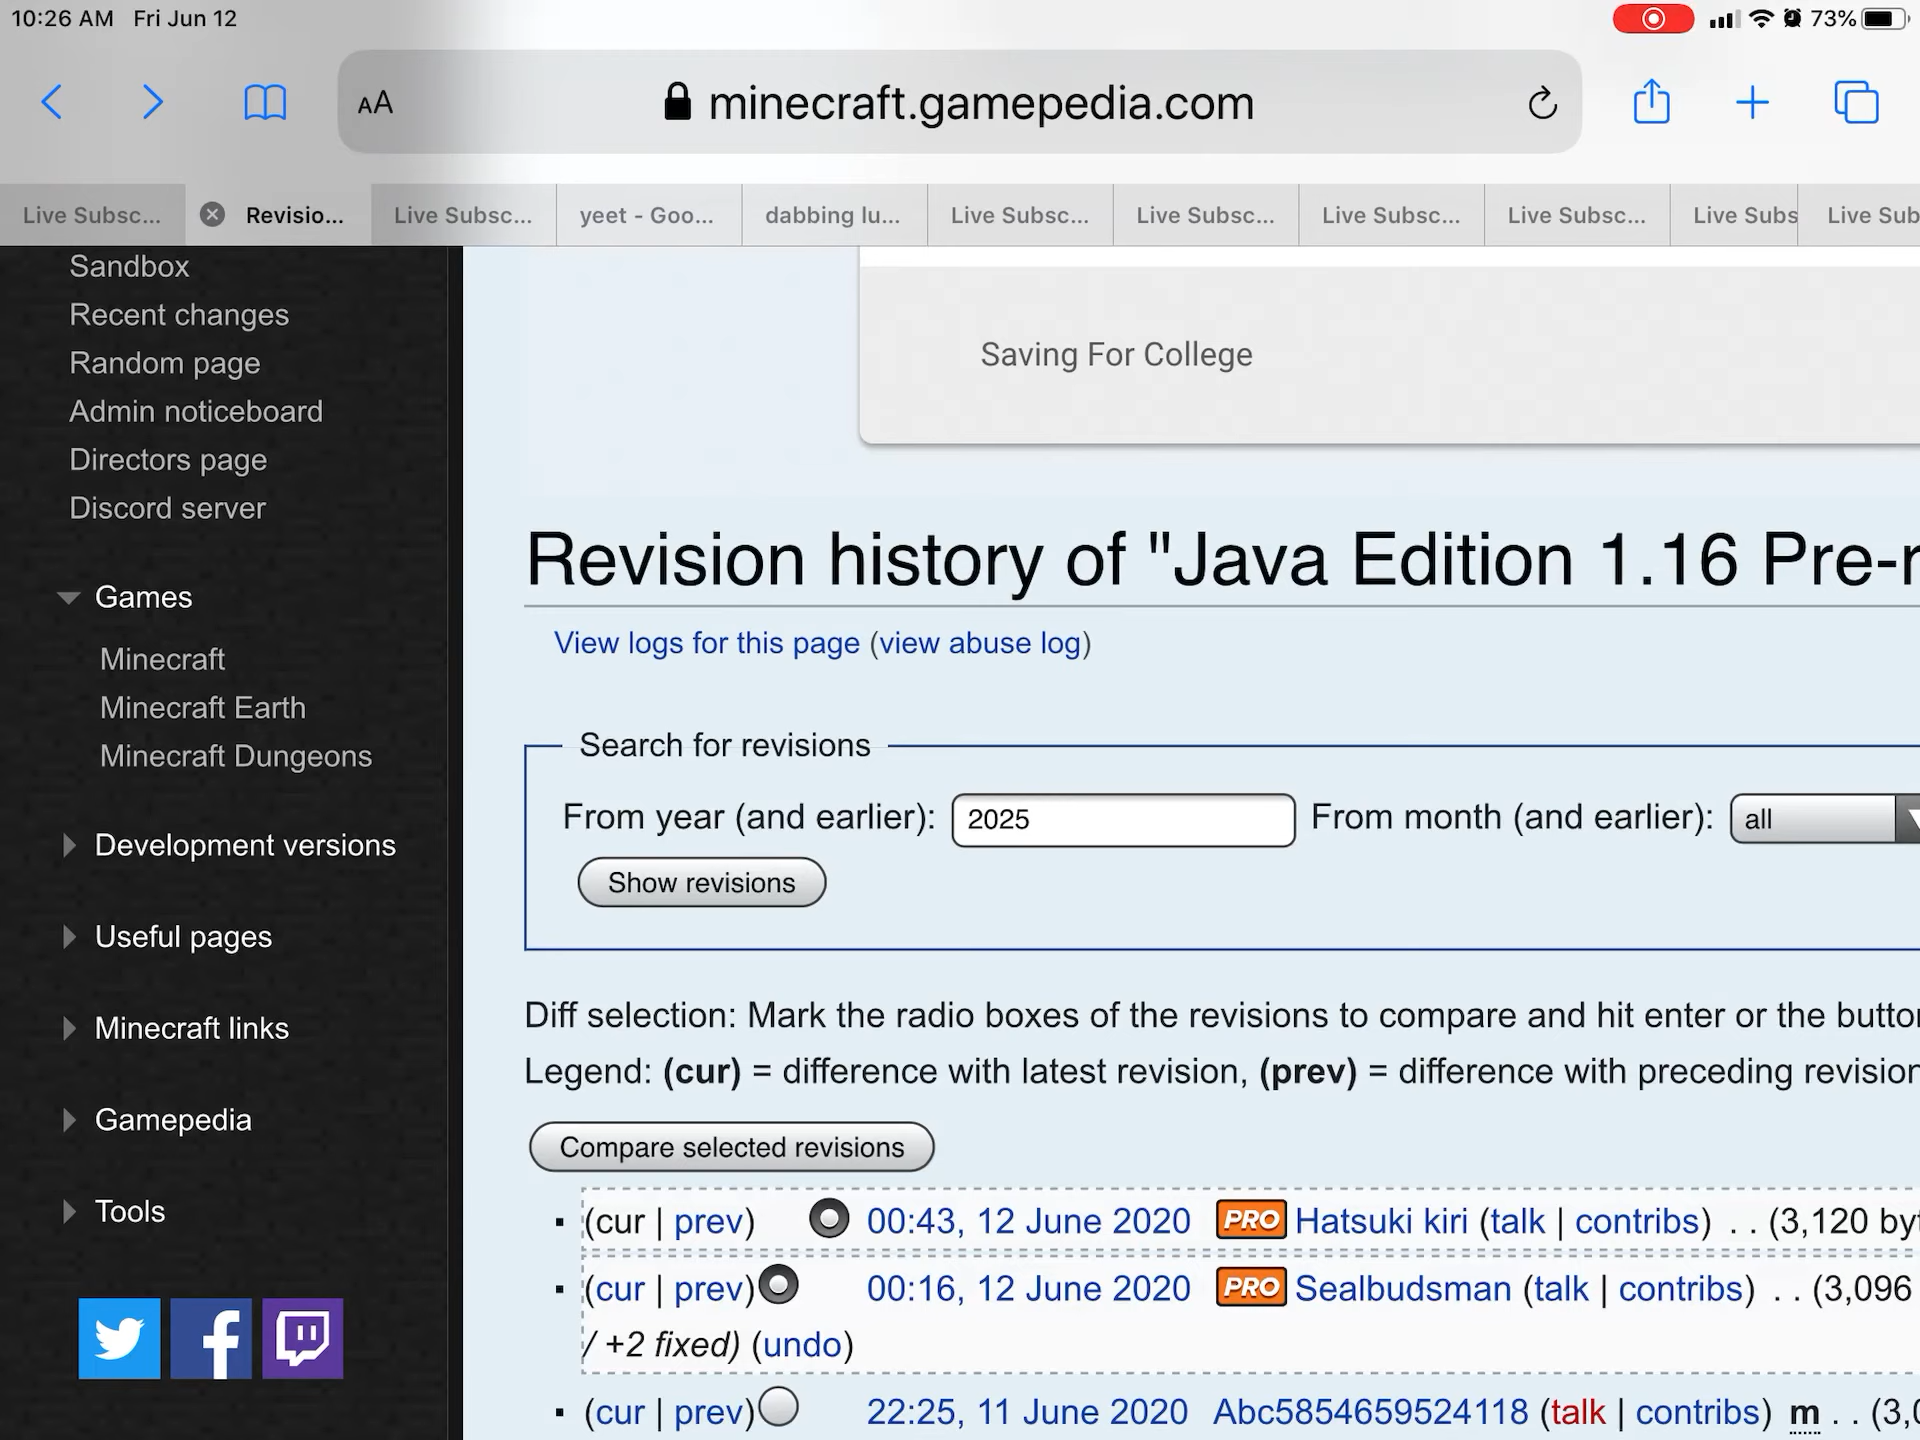 10:26 AM Fri Jun 12 73%
AA minecraft.gamepedia.com
Live Subsc... Revisio... Live Subsc... yeet - Goo... dabbing lu... Live Subsc... Live Subsc... Live Subsc... Live Subsc... Live Subs Live Sub
Sandbox
Recent changes
Random page
Admin noticeboard
Directors page
Discord server
Games
Minecraft
Minecraft Earth
Minecraft Dungeons
Development versions
Useful pages
Minecraft links
Gamepedia
Tools
Saving For College
Revision history of "Java Edition 1.16 Pre-r
View logs for this page (view abuse log)
Search for revisions
From year (and earlier): 2025 From month (and earlier): all
Show revisions
Diff selection: Mark the radio boxes of the revisions to compare and hit enter or the button
Legend: (cur) = difference with latest revision, (prev) = difference with preceding revision
Compare selected revisions
(cur | prev) 00:43, 12 June 2020 PRO Hatsuki kiri (talk | contribs) . . (3,120 byt
(cur | prev) 00:16, 12 June 2020 PRO Sealbudsman (talk | contribs) . . (3,096
/ +2 fixed) (undo)
(cur | prev) 22:25, 11 June 2020 Abc5854659524118 (talk | contribs) m . . (3,0